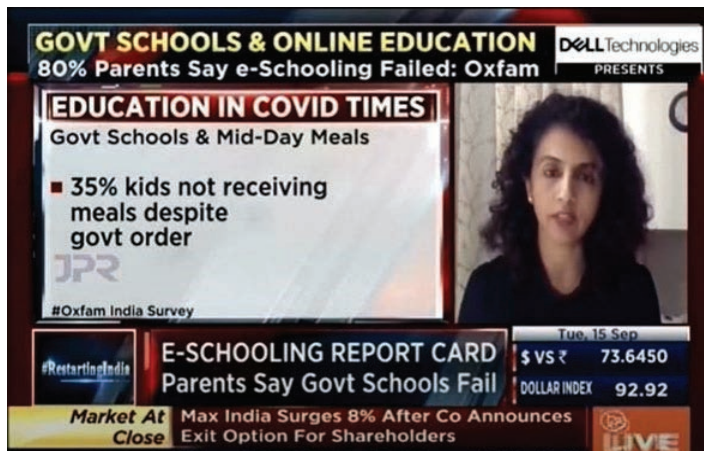 GOVT SCHOOLS & ONLINE EDUCATION
80% Parents Say e-Schooling Failed: Oxfam
DELLTechnologies
PRESENTS
EDUCATION IN COVID TIMES
Govt Schools & Mid-Day Meals
35% kids not receiving
meals despite
govt order
JPR
#Oxfam India Survey
#RestartingIndia
E-SCHOOLING REPORT CARD
Parents Say Govt Schools Fail
Tue, 15 Sep
$ VS ₹ 73.6450
DOLLAR INDEX 92.92
Market At
Close
Max India Surges 8% After Co Announces
Exit Option For Shareholders
LIVE